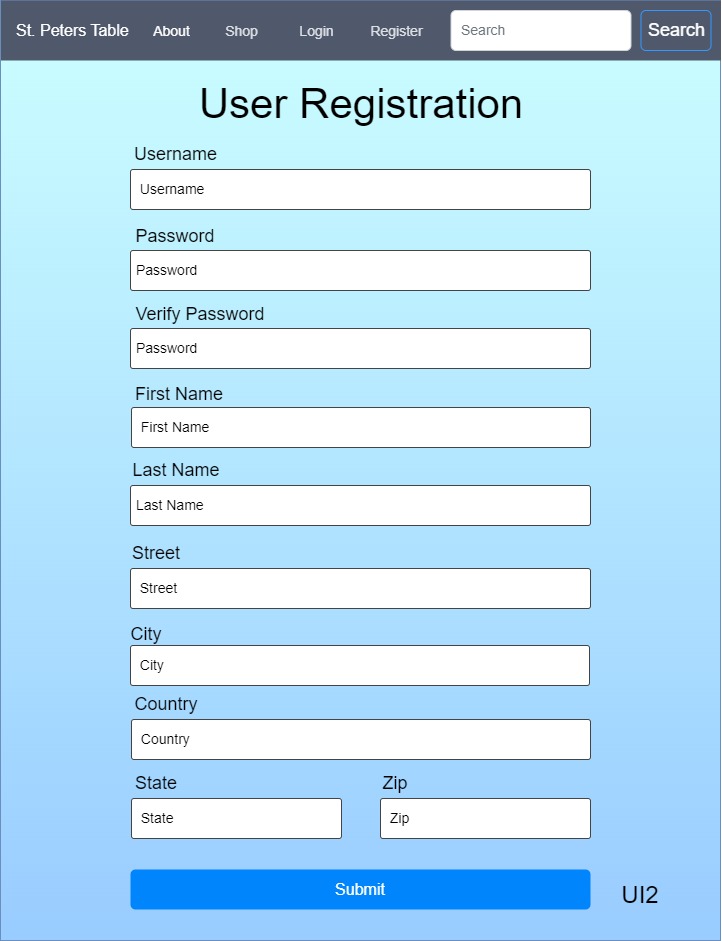 St. Peters Table About Shop Login Register Search Search
User Registration
Username
Username
Password
Password
Verify Password
Password
First Name
First Name
Last Name
Last Name
Street
Street
City
City
Country
Country
State Zip
State Zip
Submit UI2